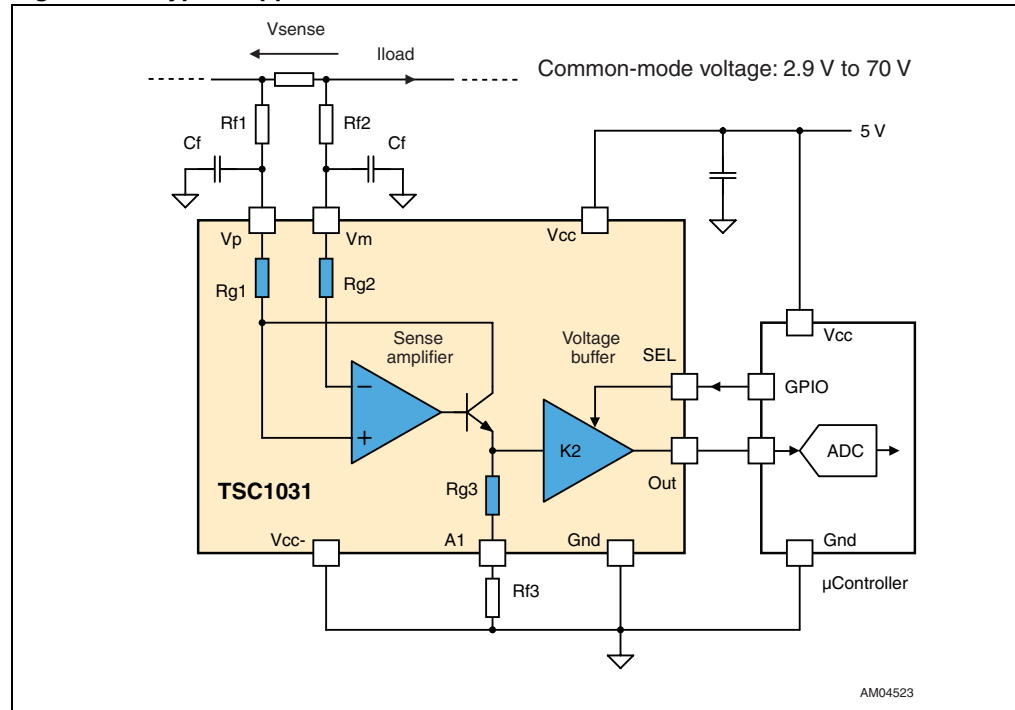 Vsense
Iload
Common-mode voltage: 2.9 V to 70 V
Rf1
Rf2
Cf
Cf
5 V
Vp
Vm
Vcc
Rg1
Rg2
Sense
amplifier
Voltage
buffer
SEL
Vcc
GPIO
K2
ADC
TSC1031
Rg3
Out
Vcc-
A1
Gnd
Gnd
Rf3
µController
AM04523